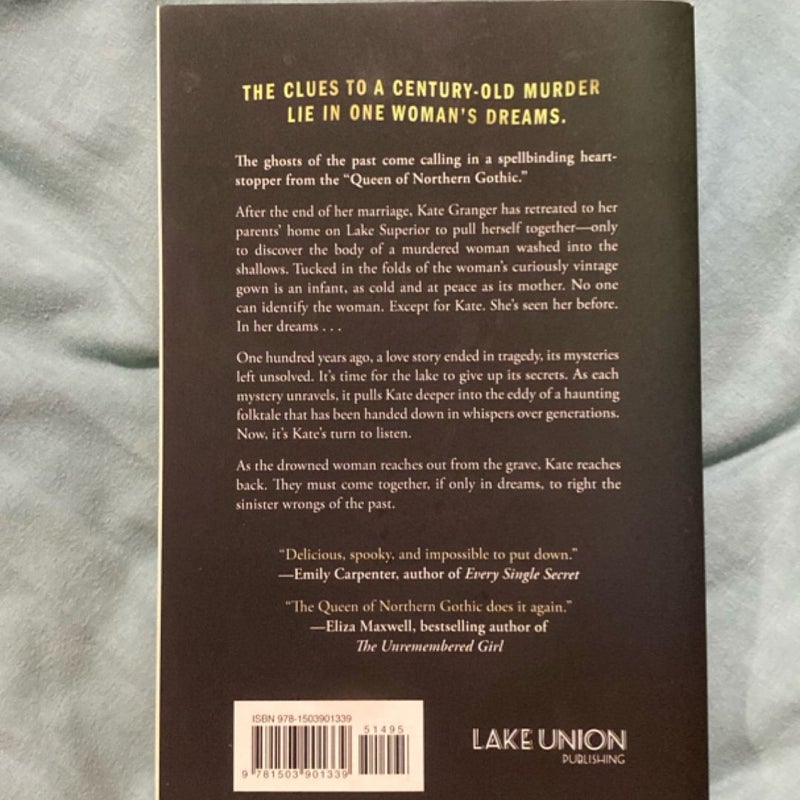 THE CLUES TO A CENTURY-OLD MURDER
LIE IN ONE WOMAN'S DREAMS.
The ghosts of the past come calling in a spellbinding heart-
stopper from the “Queen of Northern Gothic.”
After the end of her marriage, Kate Granger has retreated to her
parents’ home on Lake Superior to pull herself together—only
to discover the body of a murdered woman washed into the
shallows. Tucked in the folds of the woman’s curiously vintage
gown is an infant, as cold and at peace as its mother. No one
can identify the woman. Except for Kate. She’s seen her before.
In her dreams . . .
One hundred years ago, a love story ended in tragedy, its mysteries
left unsolved. It’s time for the lake to give up its secrets. As each
mystery unravels, it pulls Kate deeper into the eddy of a haunting
folktale that has been handed down in whispers over generations.
Now, it’s Kate’s turn to listen.
As the drowned woman reaches out from the grave, Kate reaches
back. They must come together, if only in dreams, to right the
sinister wrongs of the past.
“Delicious, spooky, and impossible to put down.”
—Emily Carpenter, author of Every Single Secret
“The Queen of Northern Gothic does it again.”
—Eliza Maxwell, bestselling author of
The Unremembered Girl
ISBN 978-1503901339
51495
9 781503 901339
LAKE UNION
PUBLISHING